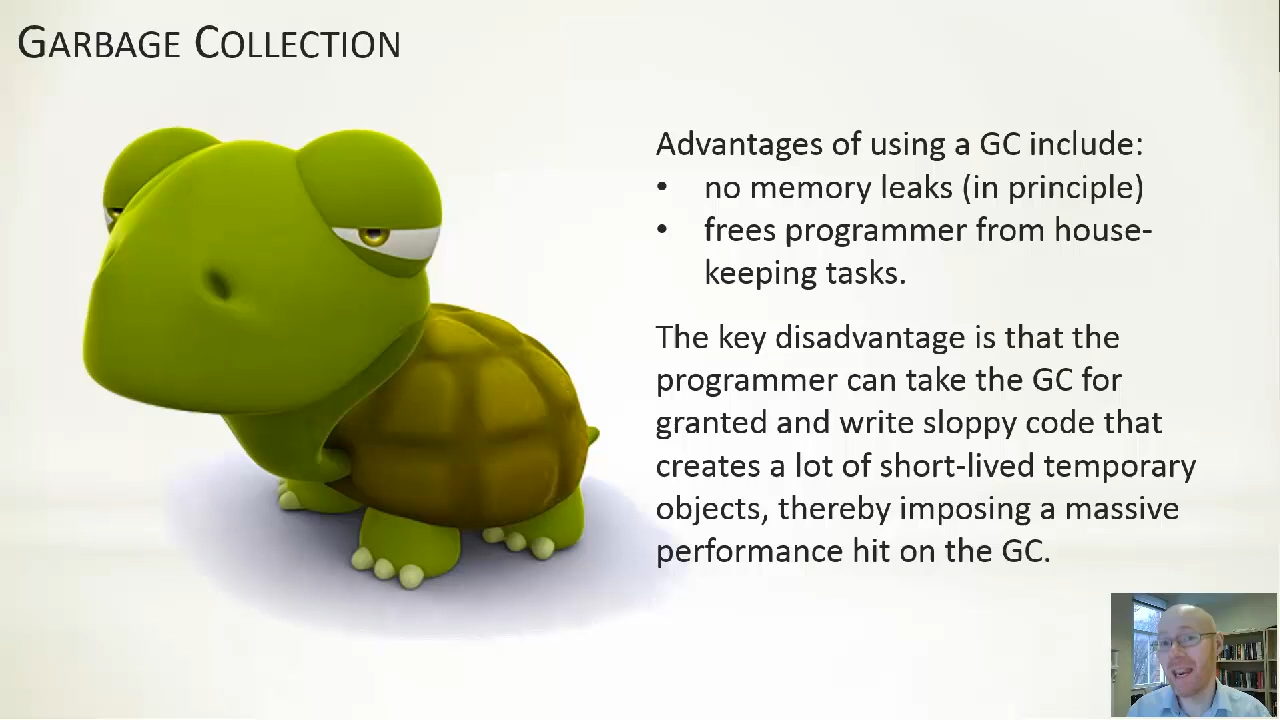 GARBAGE COLLECTION
Advantages of using a GC include:
• no memory leaks (in principle)
• frees programmer from house-
keeping tasks.
The key disadvantage is that the
programmer can take the GC for
granted and write sloppy code that
creates a lot of short-lived temporary
objects, thereby imposing a massive
performance hit on the GC.